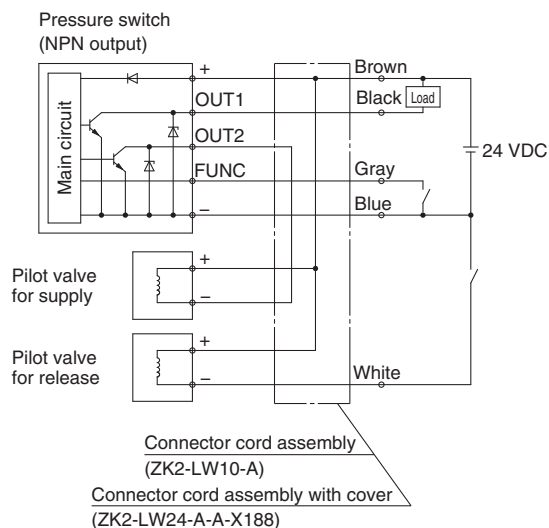 Pressure switch
(NPN output)
Main circuit
+
OUT1
OUT2
FUNC
−
Brown
Black
Load
24 VDC
Gray
Blue
Pilot valve
for supply
+
−
Pilot valve
for release
+
−
White
Connector cord assembly
(ZK2-LW10-A)
Connector cord assembly with cover
(ZK2-LW24-A-A-X188)